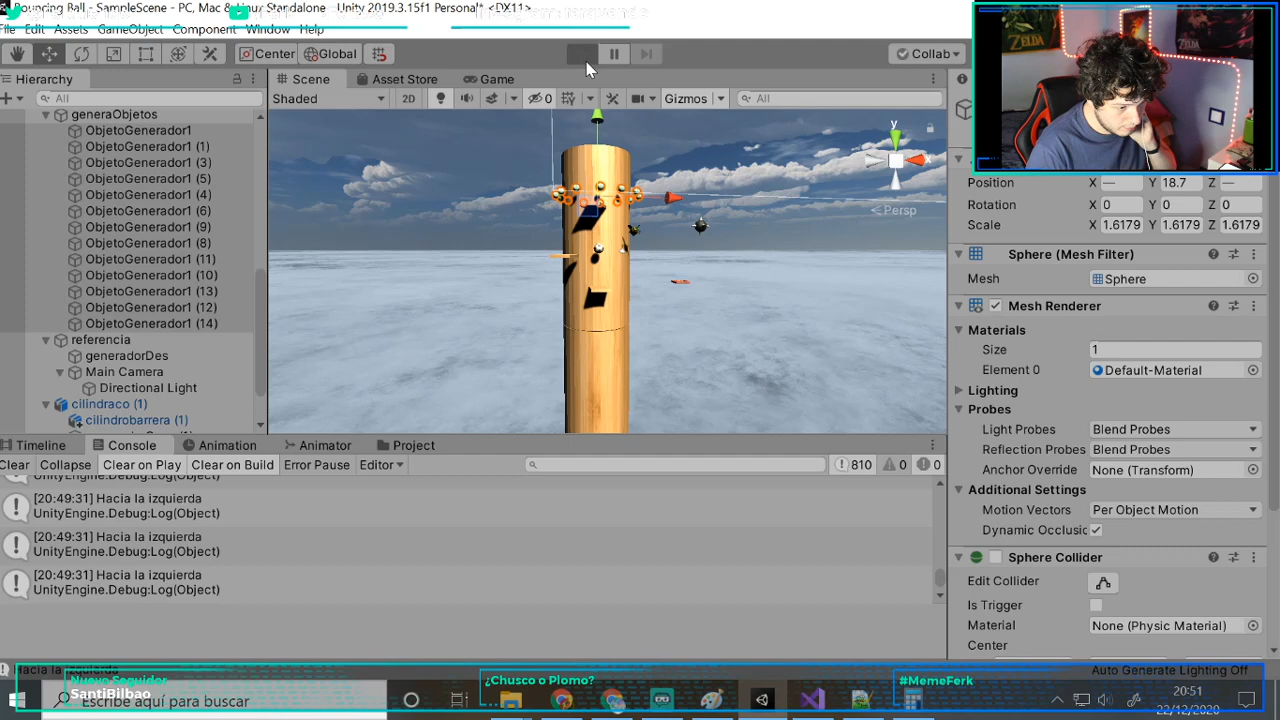 Bouncing Ball - SampleScene - PC, Mac & Linux Standalone - Unity 2019.3.15f1 Personal* <DX11>
File Edit Assets GameObject Component Window Help
Center Global Collab
Hierarchy Scene Asset Store Game
All Shaded 2D 0 Gizmos All
generaObjetos
ObjetoGenerador1
ObjetoGenerador1 (1)
ObjetoGenerador1 (3)
ObjetoGenerador1 (5)
ObjetoGenerador1 (4)
ObjetoGenerador1 (6)
ObjetoGenerador1 (9)
ObjetoGenerador1 (8)
ObjetoGenerador1 (11)
ObjetoGenerador1 (10)
ObjetoGenerador1 (13)
ObjetoGenerador1 (12)
ObjetoGenerador1 (14)
referencia
generadorDes
Main Camera
Directional Light
cilindraco (1)
cilindrobarrera (1)
y
x
Persp
ZELDA
Position X — Y 18.7 Z —
Rotation X 0 Y 0 Z 0
Scale X 1.6179 Y 1.6179 Z 1.6179
Sphere (Mesh Filter)
Mesh Sphere
Mesh Renderer
Materials
Size 1
Element 0 Default-Material
Lighting
Probes
Light Probes Blend Probes
Reflection Probes Blend Probes
Anchor Override None (Transform)
Additional Settings
Motion Vectors Per Object Motion
Dynamic Occlusic
Sphere Collider
Edit Collider
Is Trigger
Material None (Physic Material)
Center
Auto Generate Lighting Off
Timeline Console Animation Animator Project
Clear Collapse Clear on Play Clear on Build Error Pause Editor 810 0 0
UnityEngine.Debug:Log(Object)
[20:49:31] Hacia la izquierda
UnityEngine.Debug:Log(Object)
[20:49:31] Hacia la izquierda
UnityEngine.Debug:Log(Object)
[20:49:31] Hacia la izquierda
UnityEngine.Debug:Log(Object)
Hacia la izquierda
Nuevo Seguidor
SantiBilbao
¿Chusco o Plomo?
#MemeFerk
Escribe aquí para buscar
20:51
22/12/2020